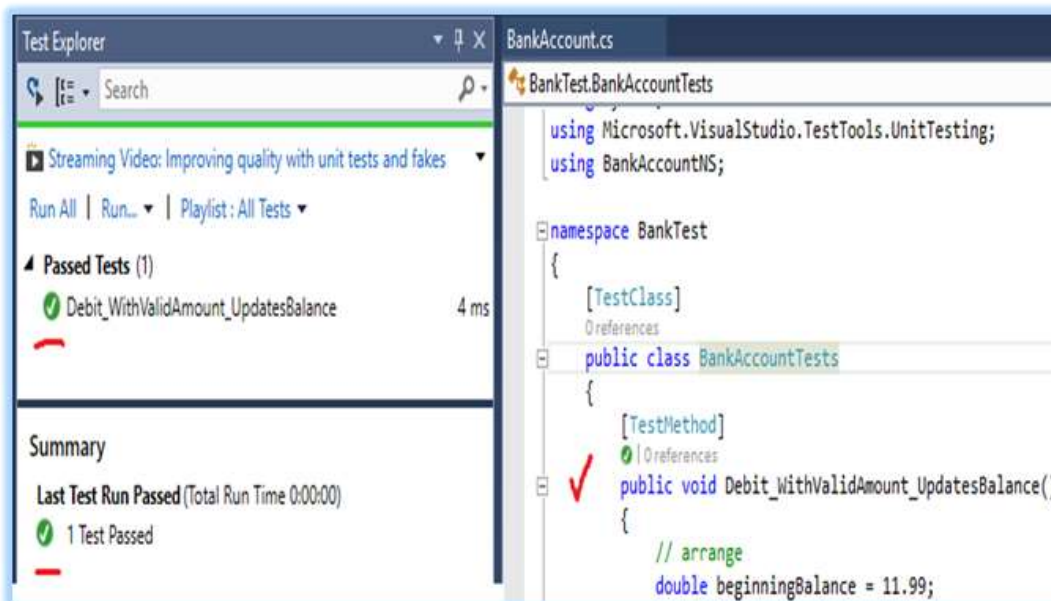 Test Explorer
Search
Streaming Video: Improving quality with unit tests and fakes
Run All | Run... | Playlist : All Tests
Passed Tests (1)
Debit_WithValidAmount_UpdatesBalance 4 ms
Summary
Last Test Run Passed (Total Run Time 0:00:00)
1 Test Passed
BankAccount.cs
BankTest.BankAccountTests
using Microsoft.VisualStudio.TestTools.UnitTesting;
using BankAccountNS;
namespace BankTest
{
[TestClass]
0 references
public class BankAccountTests
{
[TestMethod]
| 0 references
public void Debit_WithValidAmount_UpdatesBalance(
{
// arrange
double beginningBalance = 11.99;